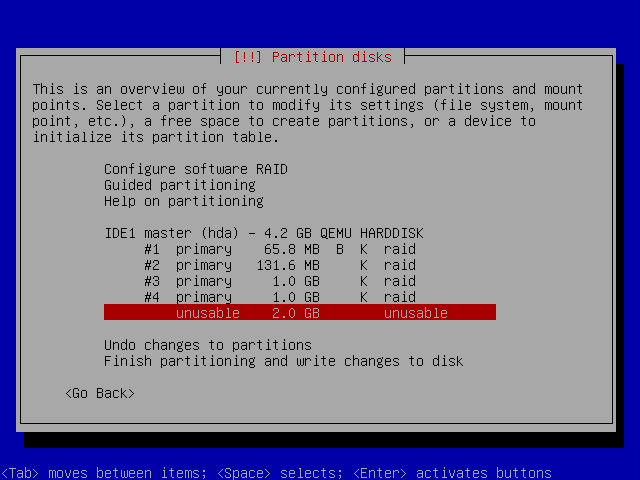 [!!] Partition disks
This is an overview of your currently configured partitions and mount
points. Select a partition to modify its settings (file system, mount
point, etc.), a free space to create partitions, or a device to
initialize its partition table.
Configure software RAID
Guided partitioning
Help on partitioning
IDE1 master (hda) - 4.2 GB QEMU HARDDISK
#1 primary 65.8 MB B K raid
#2 primary 131.6 MB K raid
#3 primary 1.0 GB K raid
#4 primary 1.0 GB K raid
unusable 2.0 GB unusable
Undo changes to partitions
Finish partitioning and write changes to disk
<Go Back>
<Tab> moves between items; <Space> selects; <Enter> activates buttons